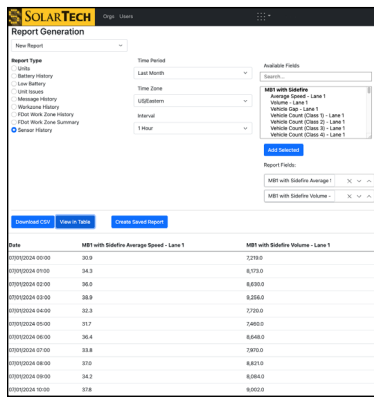 SOLARTECH
Orgs Users
Report Generation
New Report
Report Type
Units
Battery History
Low Battery
Unit Issues
Message History
Workzone History
FDot Work Zone History
FDot Work Zone Summary
Sensor History
Time Period
Last Month
Time Zone
US/Eastern
Interval
1 Hour
Available Fields
Search...
MB1 with Sidefire
Average Speed - Lane 1
Volume - Lane 1
Vehicle Gap - Lane 1
Vehicle Count (Class 1) - Lane 1
Vehicle Count (Class 2) - Lane 1
Vehicle Count (Class 3) - Lane 1
Vehicle Count (Class 4) - Lane 1
Add Selected
Report Fields:
MB1 with Sidefire Average S
MB1 with Sidefire Volume -
Download CSV View In Table Create Saved Report
Date MB1 with Sidefire Average Speed - Lane 1 MB1 with Sidefire Volume - Lane 1
07/01/2024 00:00 30.9 7,219.0
07/01/2024 01:00 34.3 8,173.0
07/01/2024 02:00 36.0 8,630.0
07/01/2024 03:00 38.9 9,256.0
07/01/2024 04:00 32.3 7,720.0
07/01/2024 05:00 31.7 7,460.0
07/01/2024 06:00 36.4 8,648.0
07/01/2024 07:00 33.8 7,970.0
07/01/2024 08:00 37.0 8,821.0
07/01/2024 09:00 34.2 8,084.0
07/01/2024 10:00 37.8 9,002.0